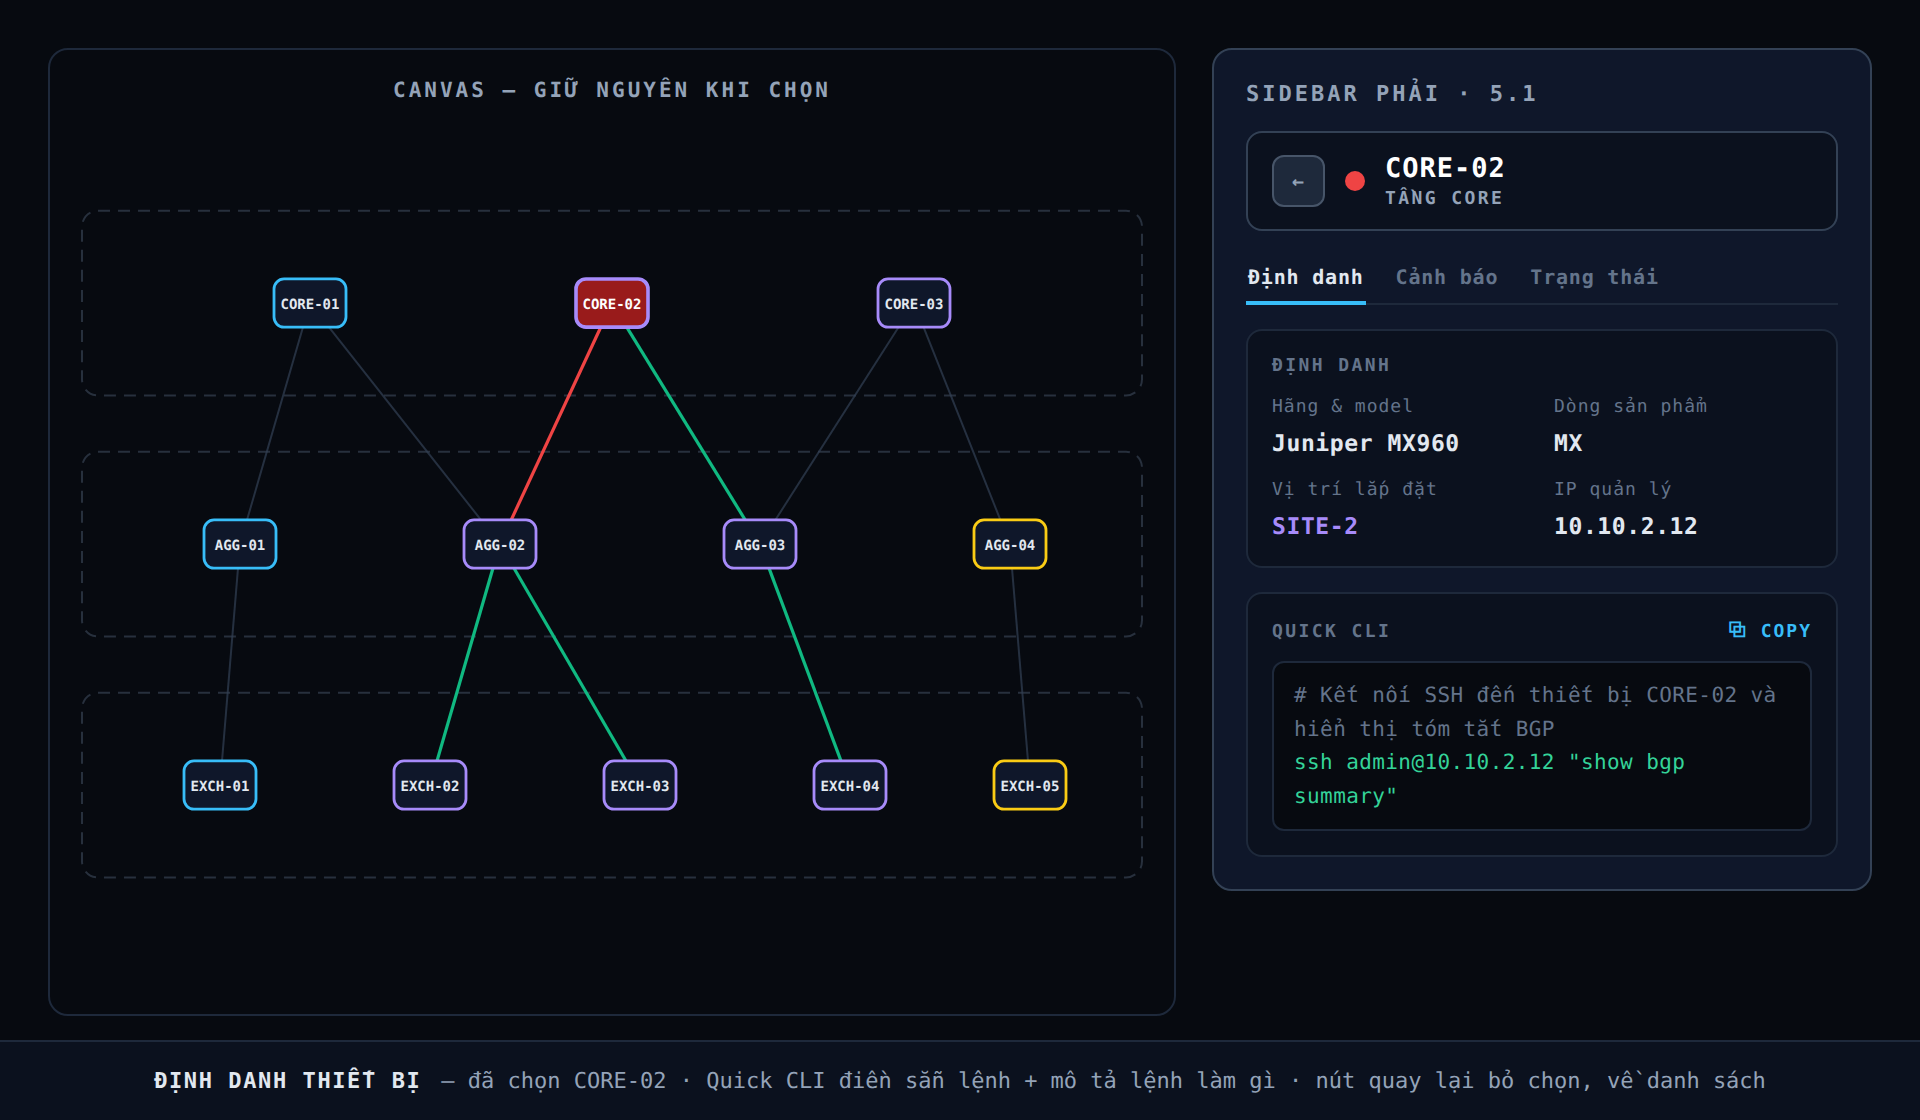 CANVAS — GIỮ NGUYÊN KHI CHỌN
CORE-01
CORE-02
CORE-03
AGG-01
AGG-02
AGG-03
AGG-04
EXCH-01
EXCH-02
EXCH-03
EXCH-04
EXCH-05
SIDEBAR PHẢI · 5.1
←
CORE-02
TẦNG CORE
Định danh
Cảnh báo
Trạng thái
ĐỊNH DANH
Hãng & model
Dòng sản phẩm
Juniper MX960
MX
Vị trí lắp đặt
IP quản lý
SITE-2
10.10.2.12
QUICK CLI
COPY
# Kết nối SSH đến thiết bị CORE-02 và
hiển thị tóm tắt BGP
ssh admin@10.10.2.12 "show bgp
summary"
ĐỊNH DANH THIẾT BỊ — đã chọn CORE-02 · Quick CLI điền sẵn lệnh + mô tả lệnh làm gì · nút quay lại bỏ chọn, về danh sách